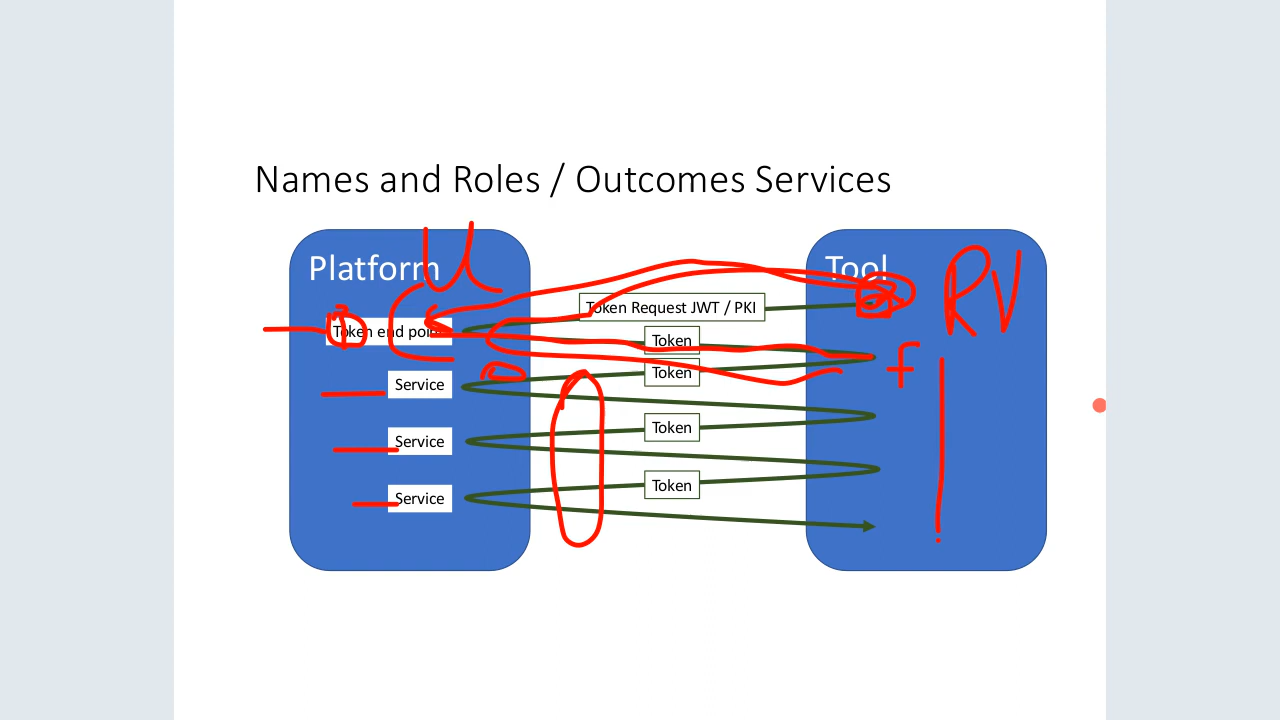 Names and Roles / Outcomes Services
Platform
Tool
Token Request JWT / PKI
Token end point
Token
Token
Service
Token
Service
Token
Service
RV